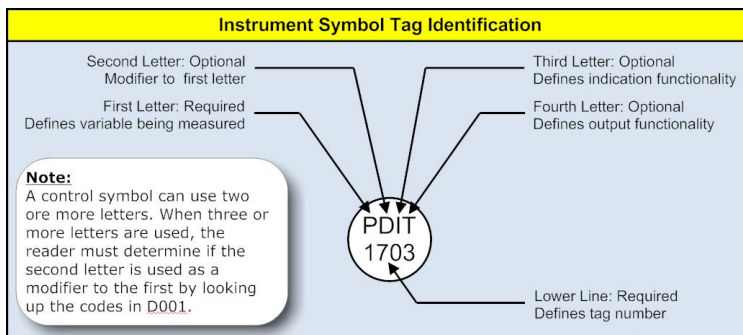 Instrument Symbol Tag Identification
Second Letter: Optional
Modifier to first letter
First Letter: Required
Defines variable being measured
Third Letter: Optional
Defines indication functionality
Fourth Letter: Optional
Defines output functionality
Note:
A control symbol can use two
ore more letters. When three or
more letters are used, the
reader must determine if the
second letter is used as a
modifier to the first by looking
up the codes in D001.
PDIT
1703
Lower Line: Required
Defines tag number